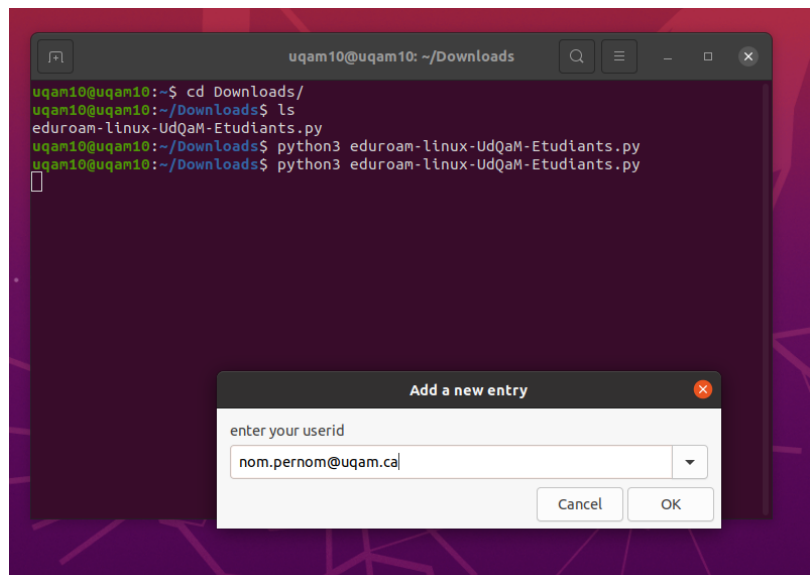 uqam10@uqam10: ~/Downloads
uqam10@uqam10:~$ cd Downloads/
uqam10@uqam10:~/Downloads$ ls
eduroam-linux-UdQaM-Etudiants.py
uqam10@uqam10:~/Downloads$ python3 eduroam-linux-UdQaM-Etudiants.py
uqam10@uqam10:~/Downloads$ python3 eduroam-linux-UdQaM-Etudiants.py
Add a new entry
enter your userid
nom.pernom@uqam.ca
Cancel OK